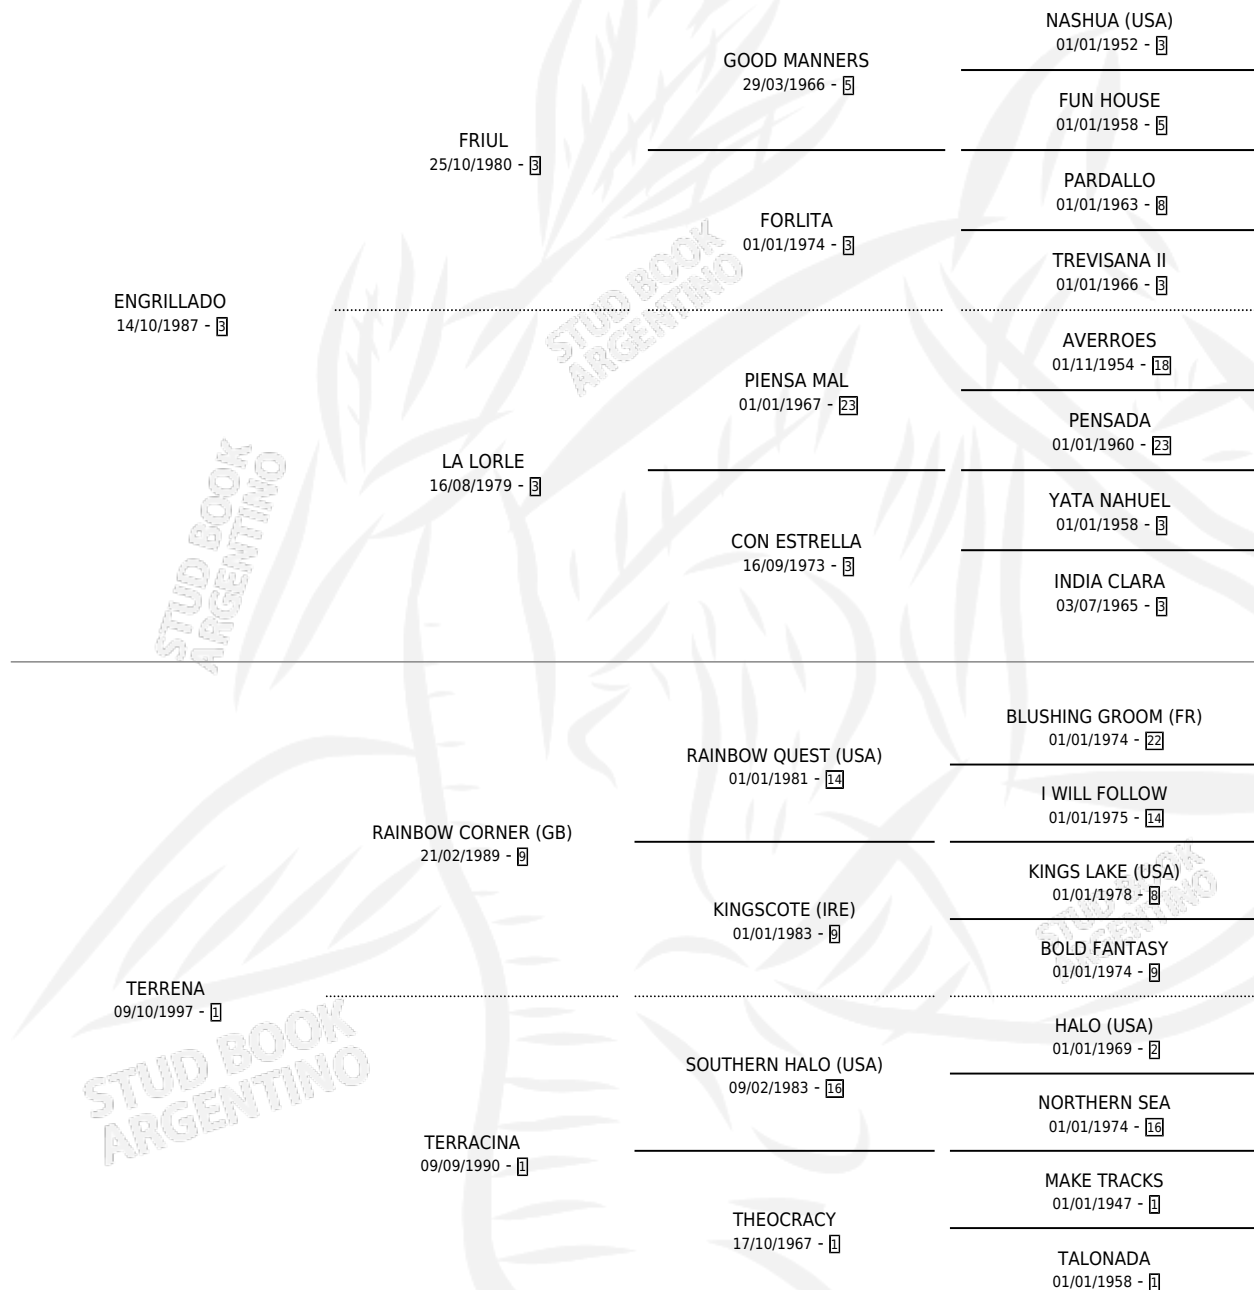 NASHUA (USA)
01/01/1952 - 3
GOOD MANNERS
29/03/1966 - 5
FUN HOUSE
01/01/1958 - 5
FRIUL
25/10/1980 - 3
PARDALLO
01/01/1963 - 8
FORLITA
01/01/1974 - 3
TREVISANA II
01/01/1966 - 3
ENGRILLADO
14/10/1987 - 3
AVERROES
01/11/1954 - 18
PIENSA MAL
01/01/1967 - 23
PENSADA
01/01/1960 - 23
LA LORLE
16/08/1979 - 3
YATA NAHUEL
01/01/1958 - 3
CON ESTRELLA
16/09/1973 - 3
INDIA CLARA
03/07/1965 - 3
BLUSHING GROOM (FR)
01/01/1974 - 22
RAINBOW QUEST (USA)
01/01/1981 - 14
I WILL FOLLOW
01/01/1975 - 14
RAINBOW CORNER (GB)
21/02/1989 - 9
KINGS LAKE (USA)
01/01/1978 - 8
KINGSCOTE (IRE)
01/01/1983 - 9
BOLD FANTASY
01/01/1974 - 9
TERRENA
09/10/1997 - 1
HALO (USA)
01/01/1969 - 2
SOUTHERN HALO (USA)
09/02/1983 - 16
NORTHERN SEA
01/01/1974 - 16
TERRACINA
09/09/1990 - 1
MAKE TRACKS
01/01/1947 - 1
THEOCRACY
17/10/1967 - 1
TALONADA
01/01/1958 - 1
STUD BOOK
ARGENTINO
STUD BOOK
ARGENTINO
STUD BOOK
ARGENTINO
STUD BOOK
ARGENTINO